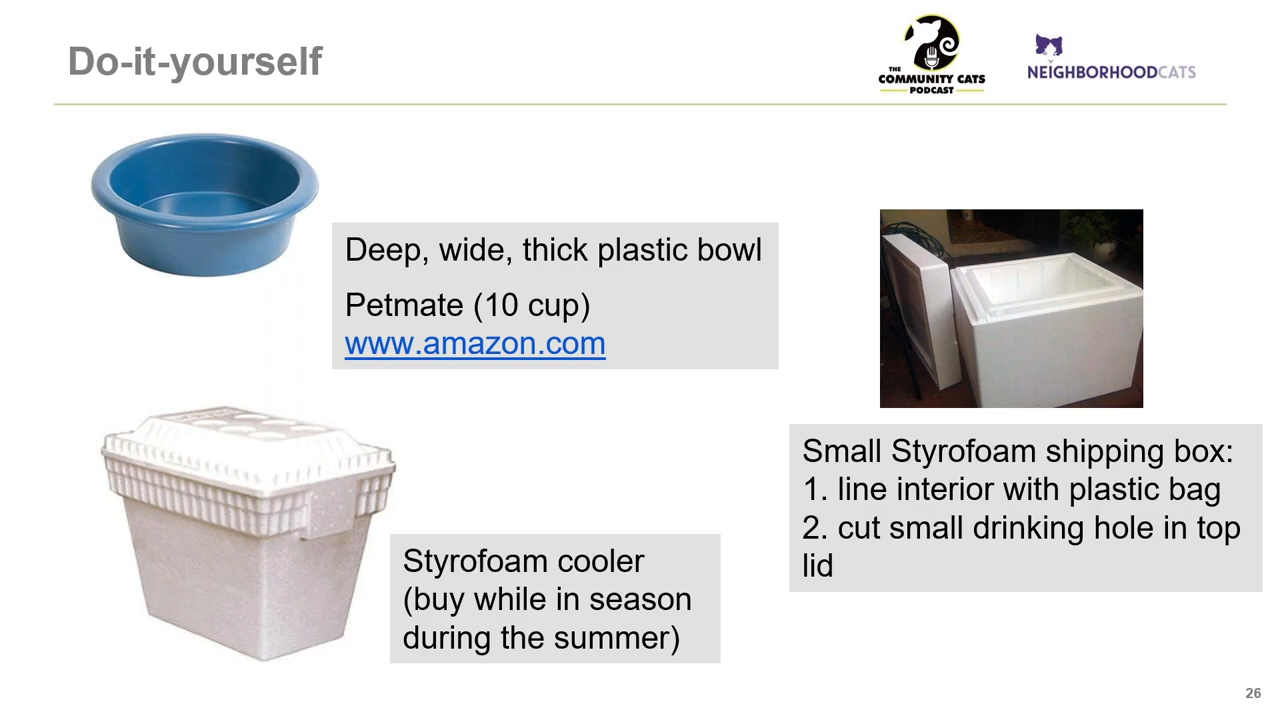 Do-it-yourself
THE
COMMUNITY CATS
PODCAST
NEIGHBORHOODCATS
Deep, wide, thick plastic bowl
Petmate (10 cup)
www.amazon.com
Small Styrofoam shipping box:
1. line interior with plastic bag
2. cut small drinking hole in top
lid
Styrofoam cooler
(buy while in season
during the summer)
26